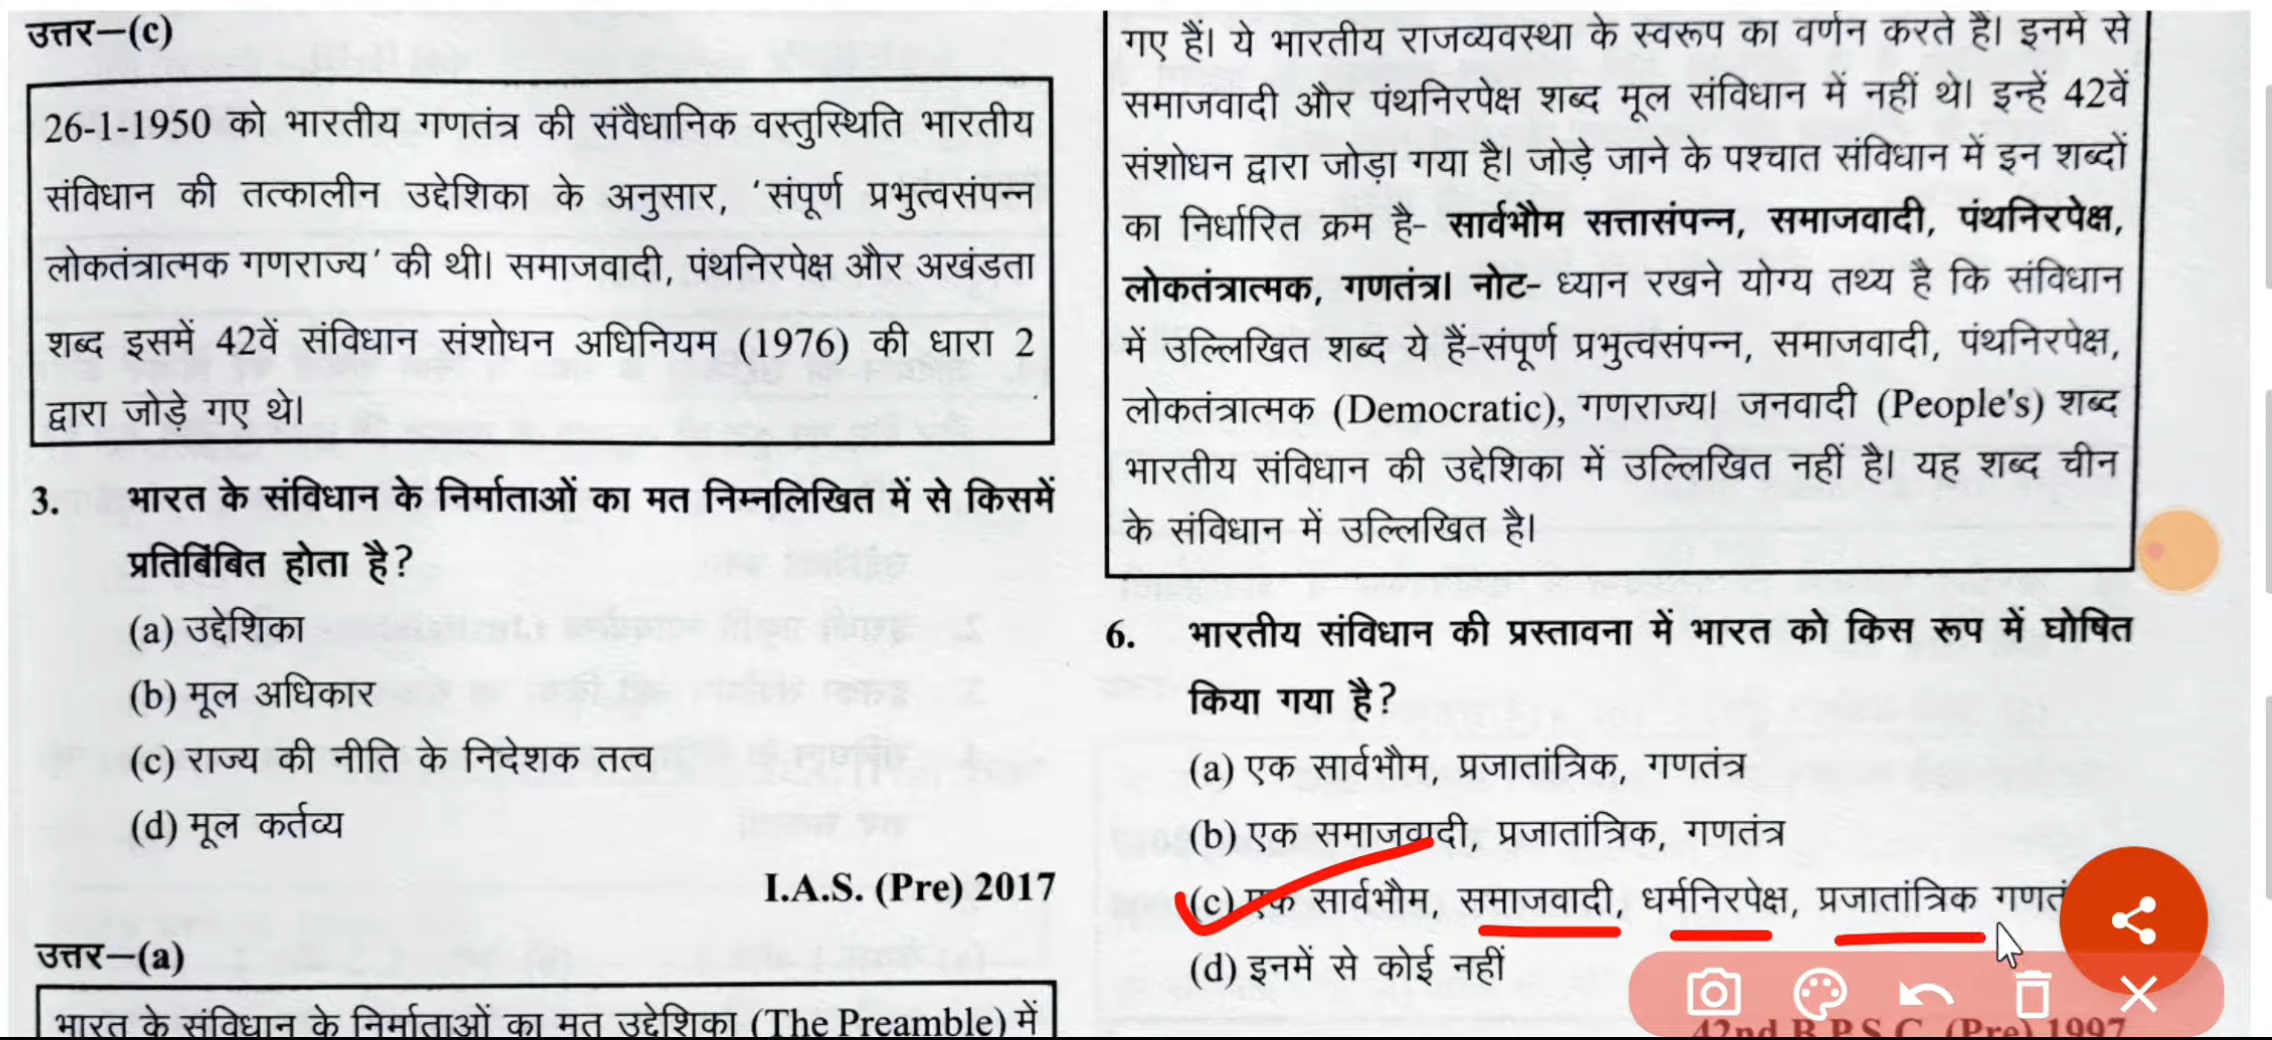 उत्तर–(c)
26-1-1950 को भारतीय गणतंत्र की संवैधानिक वस्तुस्थिति भारतीय
संविधान की तत्कालीन उद्देशिका के अनुसार, ‘संपूर्ण प्रभुत्वसंपन्न
लोकतंत्रात्मक गणराज्य’ की थी। समाजवादी, पंथनिरपेक्ष और अखंडता
शब्द इसमें 42वें संविधान संशोधन अधिनियम (1976) की धारा 2
द्वारा जोड़े गए थे।
3. भारत के संविधान के निर्माताओं का मत निम्नलिखित में से किसमें
प्रतिबिंबित होता है?
(a) उद्देशिका
(b) मूल अधिकार
(c) राज्य की नीति के निदेशक तत्व
(d) मूल कर्तव्य
I.A.S. (Pre) 2017
उत्तर–(a)
भारत के संविधान के निर्माताओं का मत उद्देशिका (The Preamble) में
गए हैं। ये भारतीय राजव्यवस्था के स्वरूप का वर्णन करते हैं। इनमें से
समाजवादी और पंथनिरपेक्ष शब्द मूल संविधान में नहीं थे। इन्हें 42वें
संशोधन द्वारा जोड़ा गया है। जोड़े जाने के पश्चात संविधान में इन शब्दों
का निर्धारित क्रम है- सार्वभौम सत्तासंपन्न, समाजवादी, पंथनिरपेक्ष,
लोकतंत्रात्मक, गणतंत्र। नोट- ध्यान रखने योग्य तथ्य है कि संविधान
में उल्लिखित शब्द ये हैं-संपूर्ण प्रभुत्वसंपन्न, समाजवादी, पंथनिरपेक्ष,
लोकतंत्रात्मक (Democratic), गणराज्य। जनवादी (People's) शब्द
भारतीय संविधान की उद्देशिका में उल्लिखित नहीं है। यह शब्द चीन
के संविधान में उल्लिखित है।
6. भारतीय संविधान की प्रस्तावना में भारत को किस रूप में घोषित
किया गया है?
(a) एक सार्वभौम, प्रजातांत्रिक, गणतंत्र
(b) एक समाजवादी, प्रजातांत्रिक, गणतंत्र
(c) एक सार्वभौम, समाजवादी, धर्मनिरपेक्ष, प्रजातांत्रिक
(d) इनमें से कोई नहीं
42nd B.P.S.C. (Pre) 1997